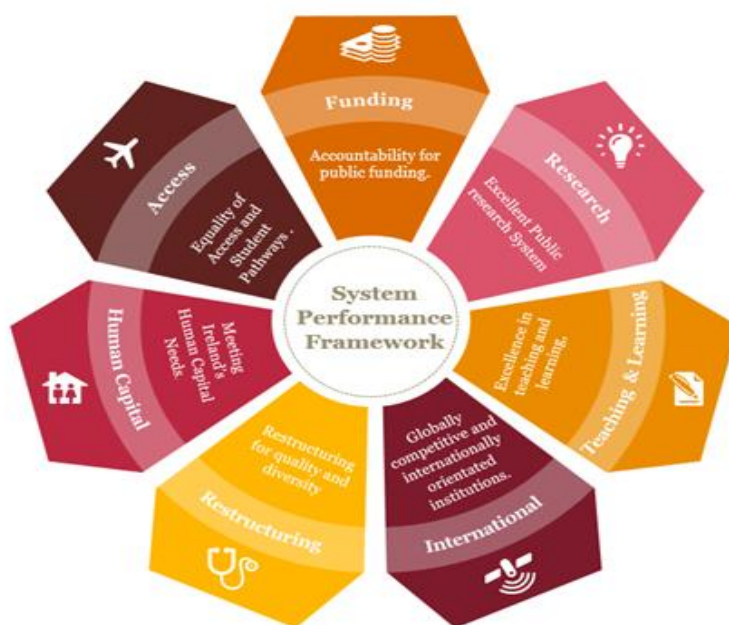 System
Performance
Framework
Funding
Accountability for
public funding.
Research
Excellent Public
research System
Teaching & Learning
Excellence in
teaching and
learning,
International
Globally
competitive and
internationally
orientated
institutions.
Restructuring
Restructuring
for quality and
diversity
Human Capital
Meeting
Ireland's
Human Capital
Needs.
Access
Equality of
Access and
Student
Pathways .